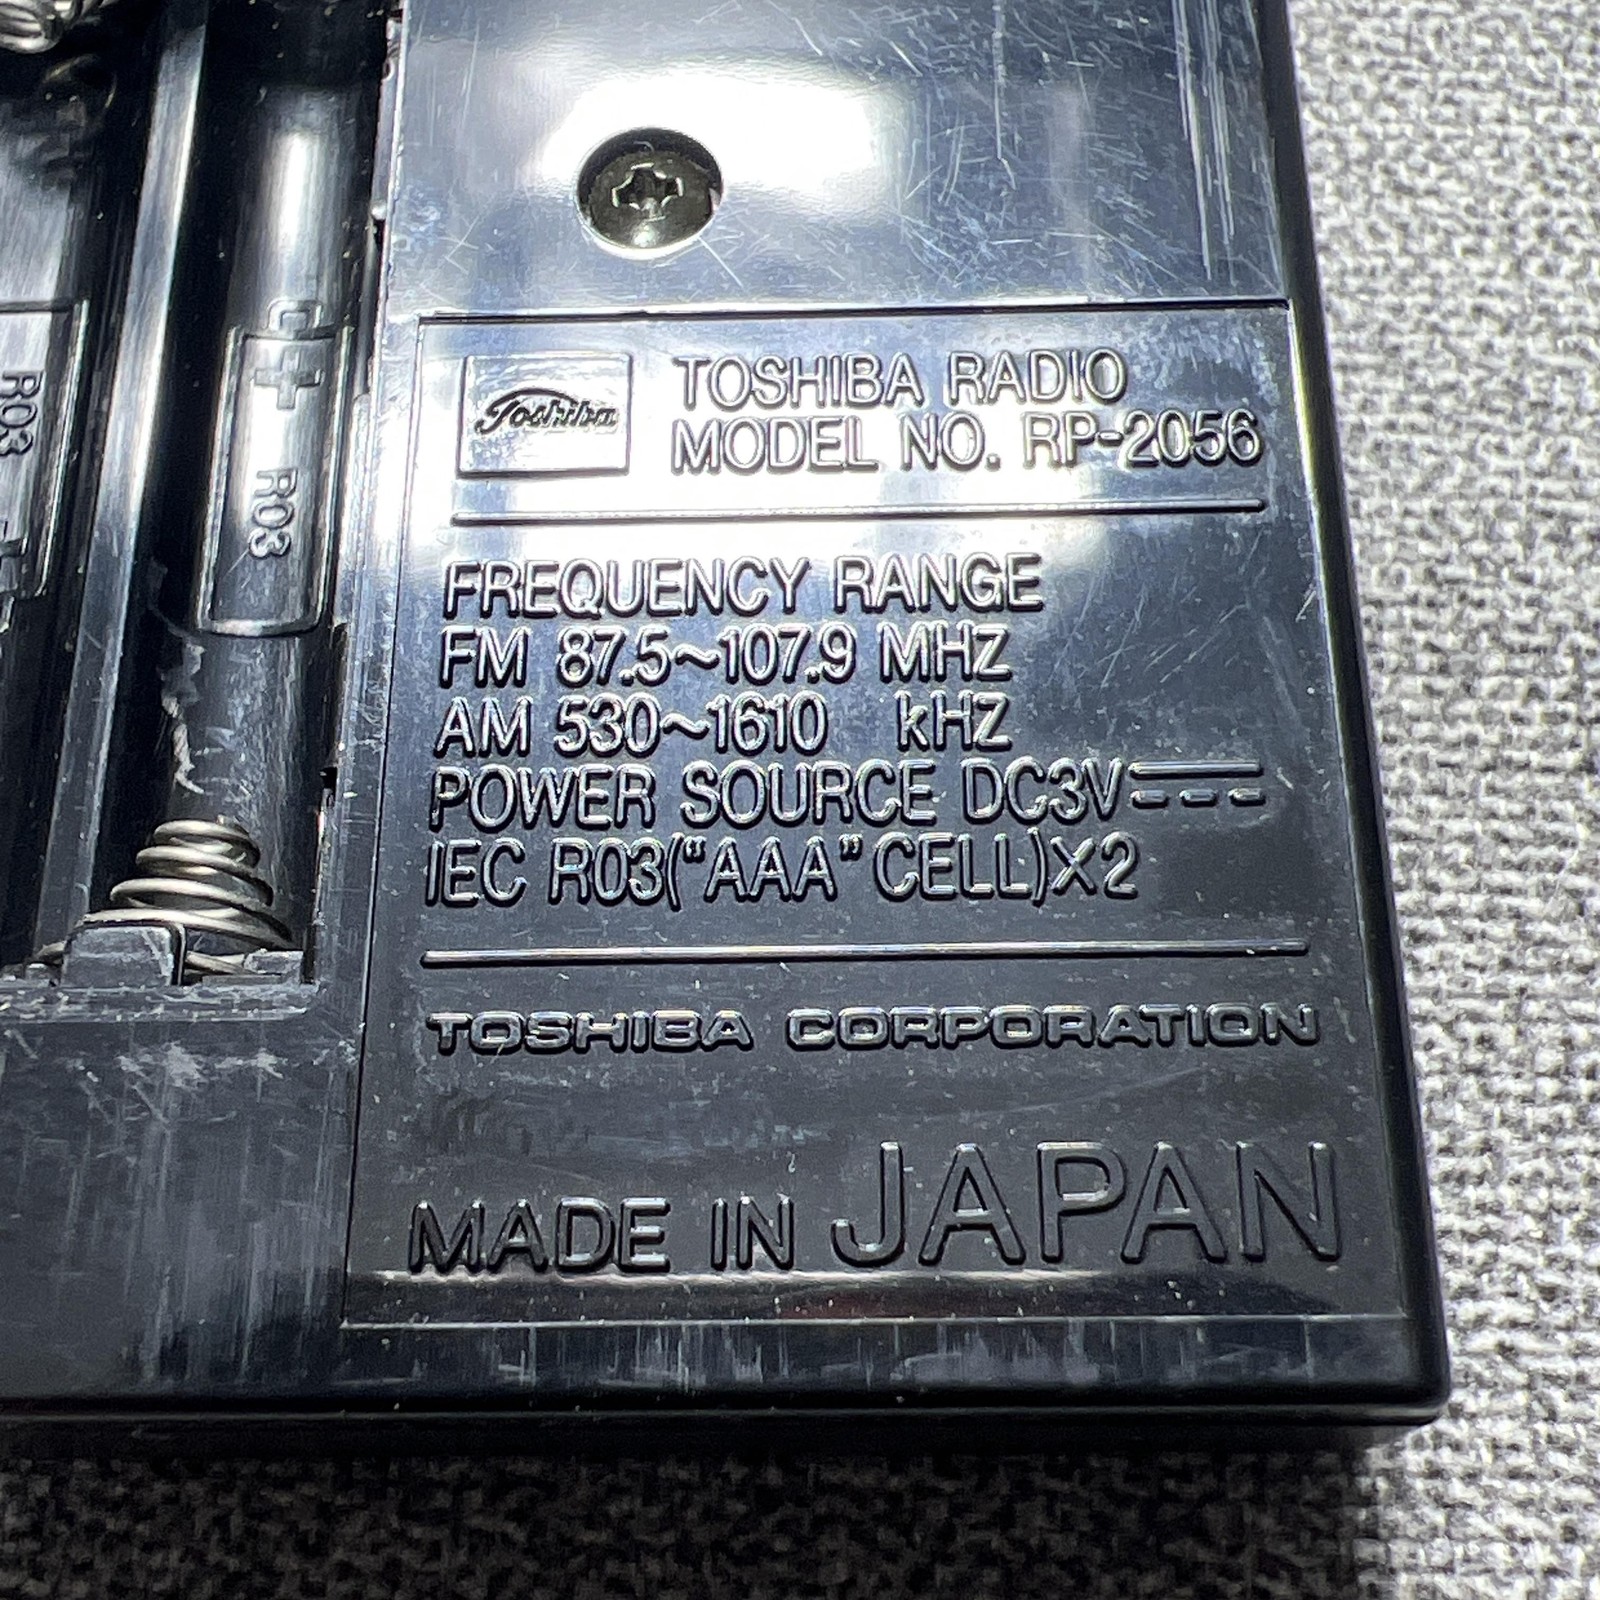 R03
R03
Toshiba
TOSHIBA RADIO
MODEL NO. RP-2056
FREQUENCY RANGE
FM 87.5~107.9 MHz
AM 530~1610 kHz
POWER SOURCE DC3V⎓
IEC R03("AAA" CELL)X2
TOSHIBA CORPORATION
MADE IN JAPAN